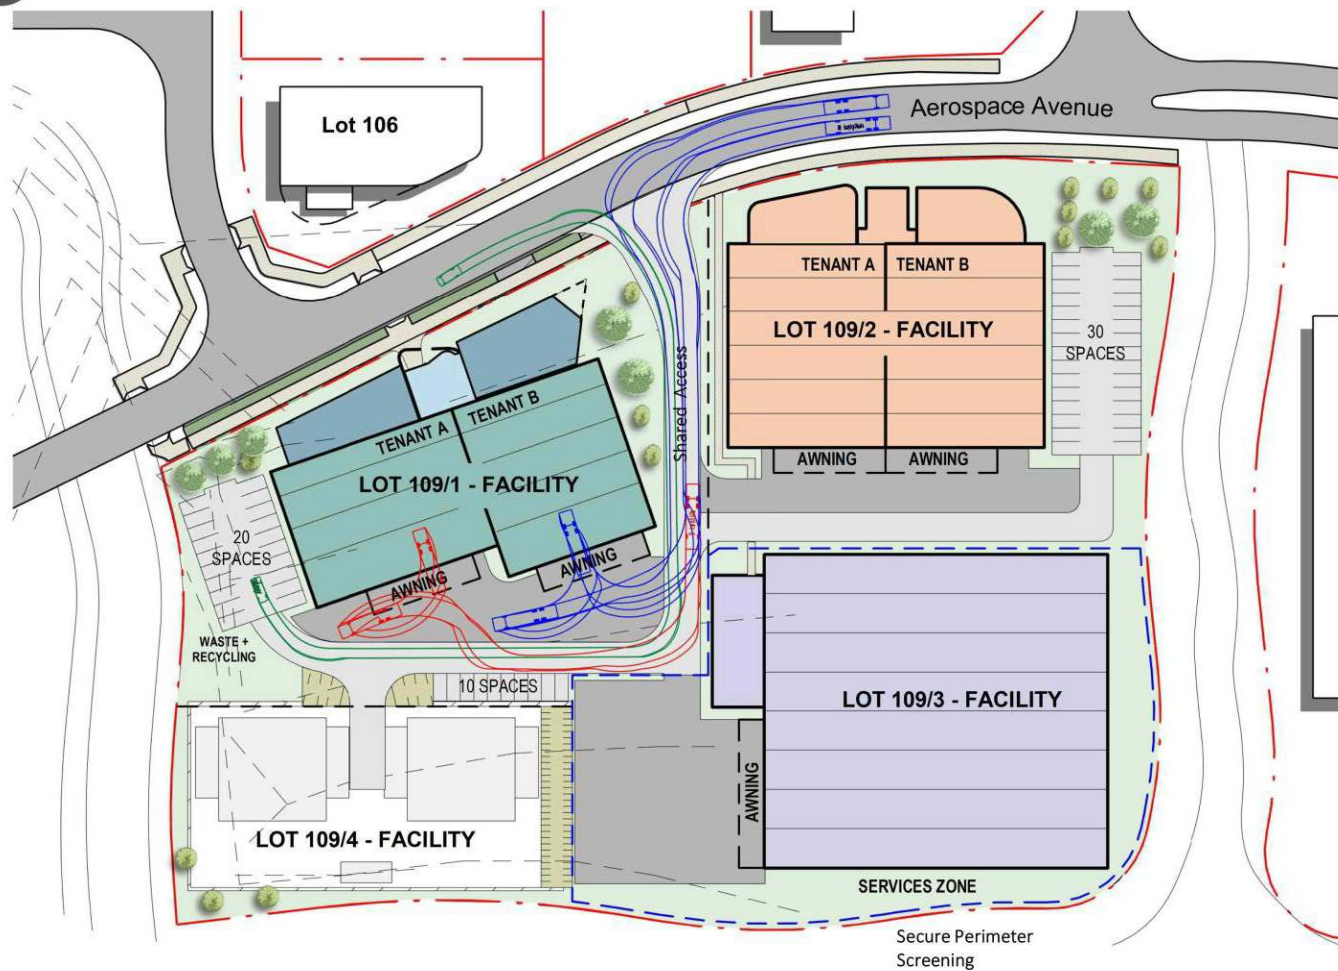 Lot 106
Aerospace Avenue
TENANT A
TENANT B
LOT 109/2 - FACILITY
30
SPACES
AWNING
AWNING
Shared Access
TENANT A
TENANT B
LOT 109/1 - FACILITY
20
SPACES
AWNING
AWNING
WASTE +
RECYCLING
10 SPACES
LOT 109/3 - FACILITY
AWNING
LOT 109/4 - FACILITY
SERVICES ZONE
Secure Perimeter
Screening